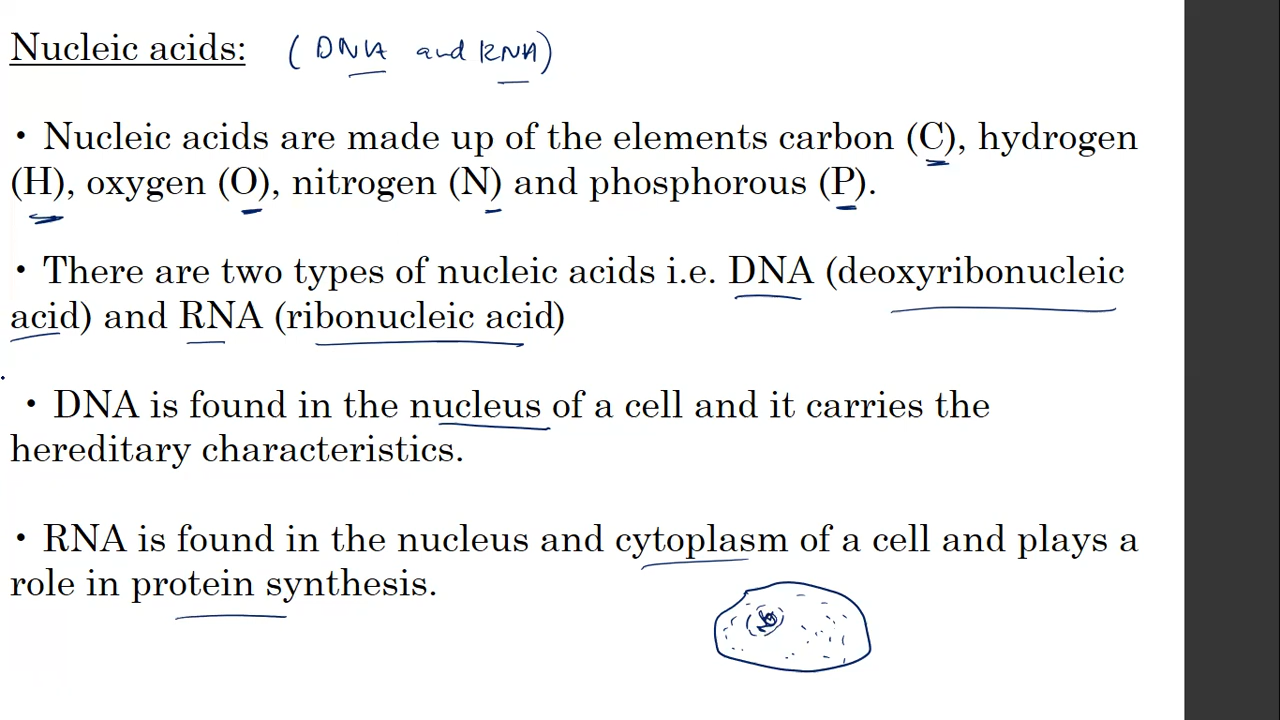 Nucleic acids: (DNA and RNA)
• Nucleic acids are made up of the elements carbon (C), hydrogen
(H), oxygen (O), nitrogen (N) and phosphorous (P).
• There are two types of nucleic acids i.e. DNA (deoxyribonucleic
acid) and RNA (ribonucleic acid)
• DNA is found in the nucleus of a cell and it carries the
hereditary characteristics.
• RNA is found in the nucleus and cytoplasm of a cell and plays a
role in protein synthesis.